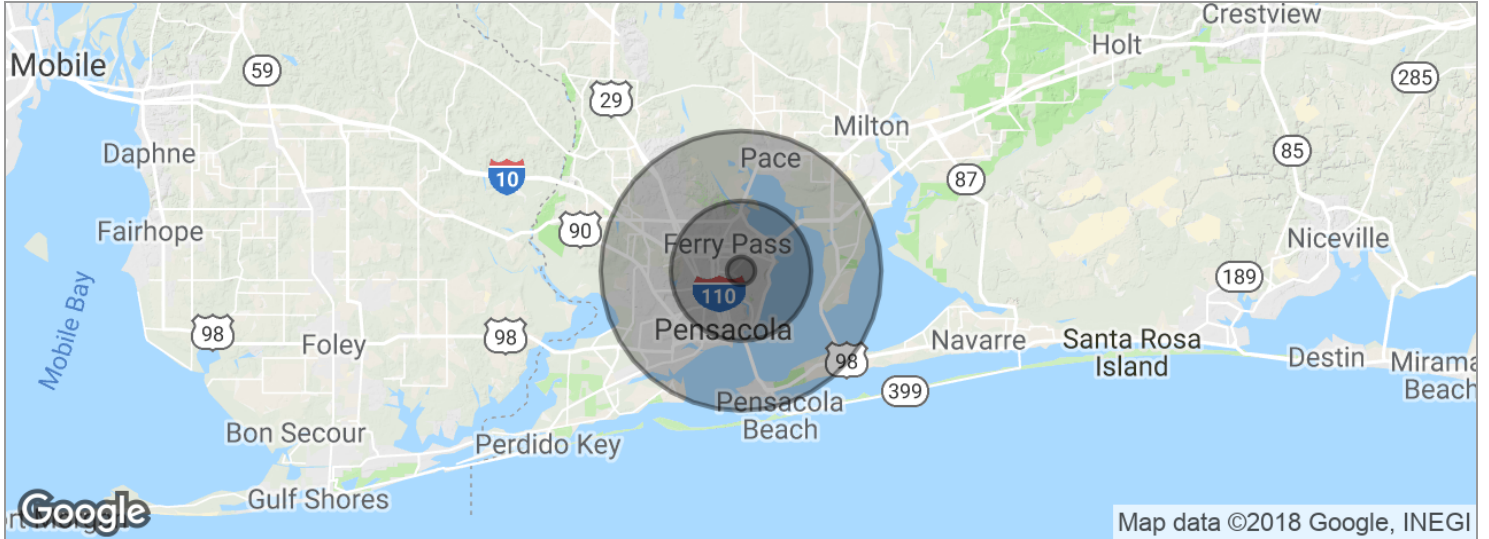 Crestview
Holt
Mobile
59
285
29
Milton
Daphne
Pace
85
10
87
Fairhope
90
Ferry Pass
Niceville
189
110
Mobile Bay
98
Foley
98
Pensacola
Navarre
Santa Rosa
Island
98
Destin
Mirama
Beach
399
Pensacola
Beach
Bon Secour
Perdido Key
Gulf Shores
Google
Map data ©2018 Google, INEGI